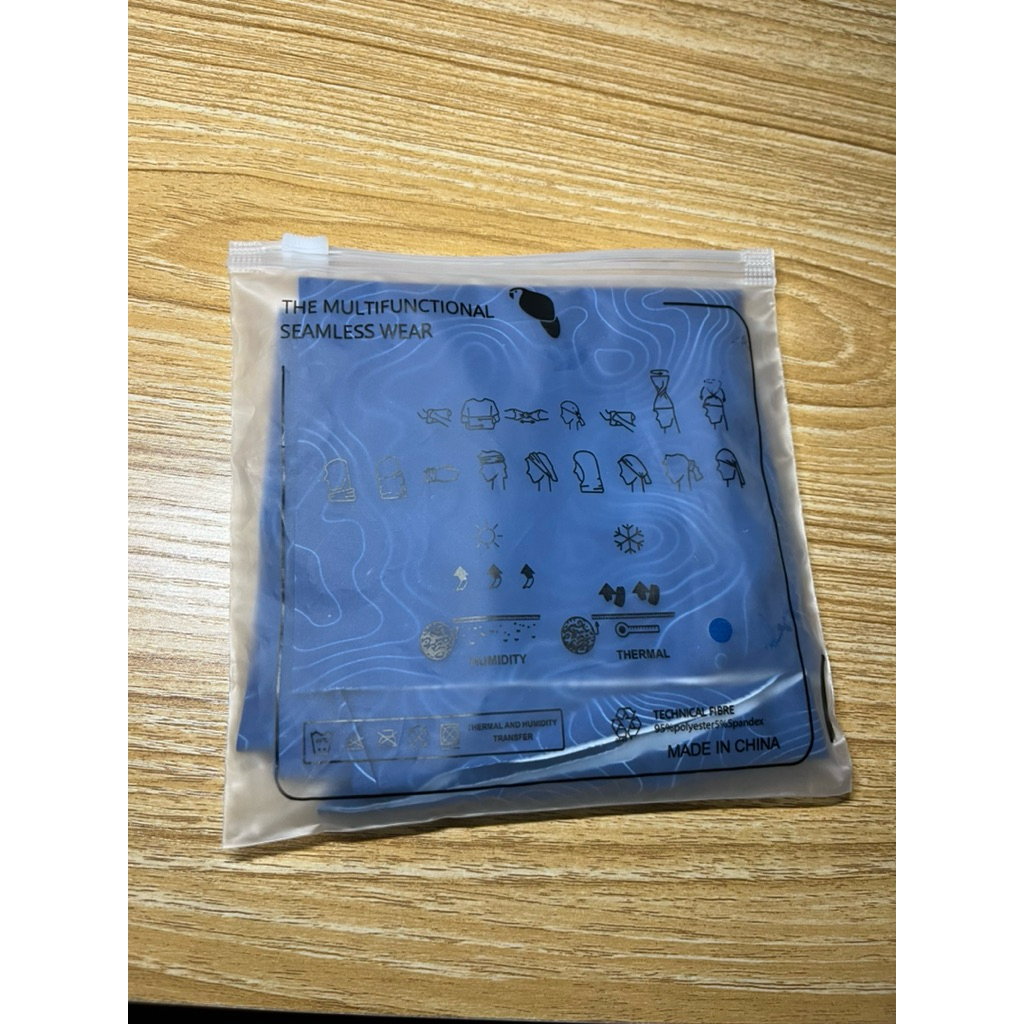 THE MULTIFUNCTIONAL
SEAMLESS WEAR
HUMIDITY
THERMAL
THERMAL AND HUMIDITY
TRANSFER
TECHNICAL FIBRE
95%polyester5%Spandex
MADE IN CHINA